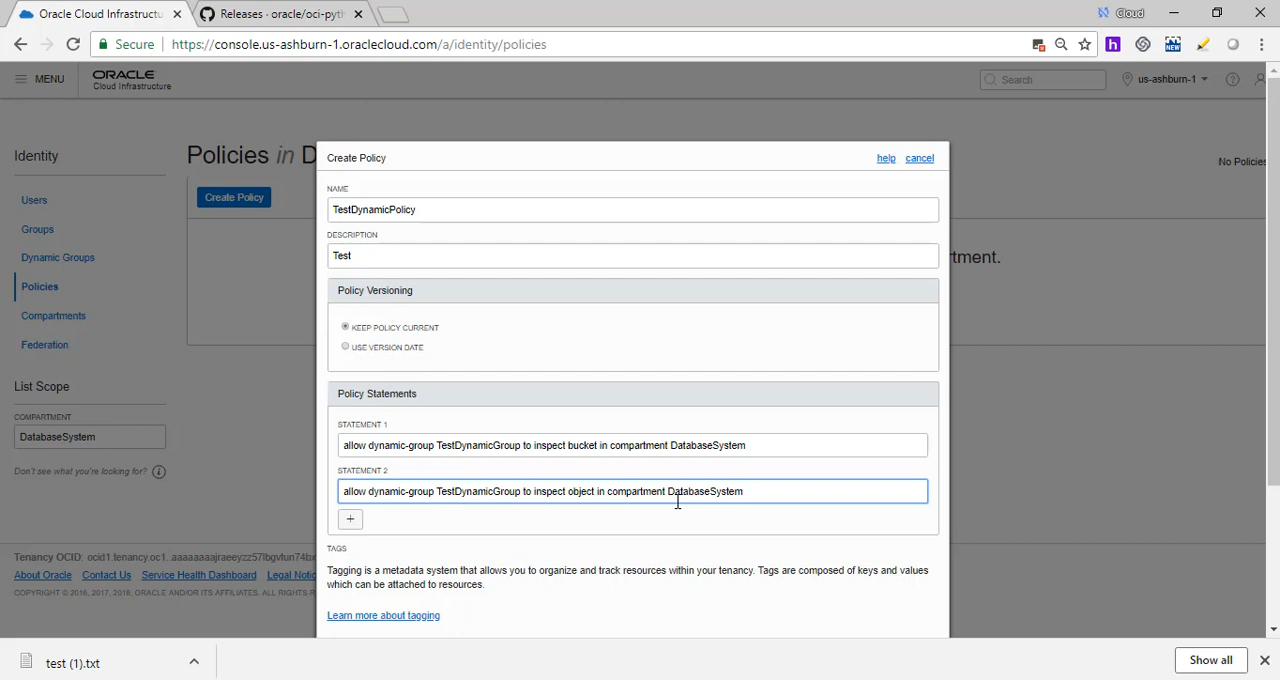 Oracle Cloud Infrastructu
Releases · oracle/oci-pyt
Cloud
Secure
https://console.us-ashburn-1.oraclecloud.com/a/identity/policies
NEW
MENU
ORACLE
Cloud Infrastructure
Search
us-ashburn-1
Identity
Users
Groups
Dynamic Groups
Policies
Compartments
Federation
List Scope
COMPARTMENT
DatabaseSystem
Don't see what you're looking for?
Policies in D
Create Policy
No Policies
tment.
Create Policy
help
cancel
NAME
TestDynamicPolicy
DESCRIPTION
Test
Policy Versioning
KEEP POLICY CURRENT
USE VERSION DATE
Policy Statements
STATEMENT 1
allow dynamic-group TestDynamicGroup to inspect bucket in compartment DatabaseSystem
STATEMENT 2
allow dynamic-group TestDynamicGroup to inspect object in compartment DatabaseSystem
+
TAGS
Tagging is a metadata system that allows you to organize and track resources within your tenancy. Tags are composed of keys and values
which can be attached to resources.
Learn more about tagging
Tenancy OCID:
About Oracle Contact Us Service Health Dashboard Legal Notic
COPYRIGHT © 2016, 2017, 2018, ORACLE AND/OR ITS AFFILIATES. ALL RIGHTS R
test (1).txt
Show all